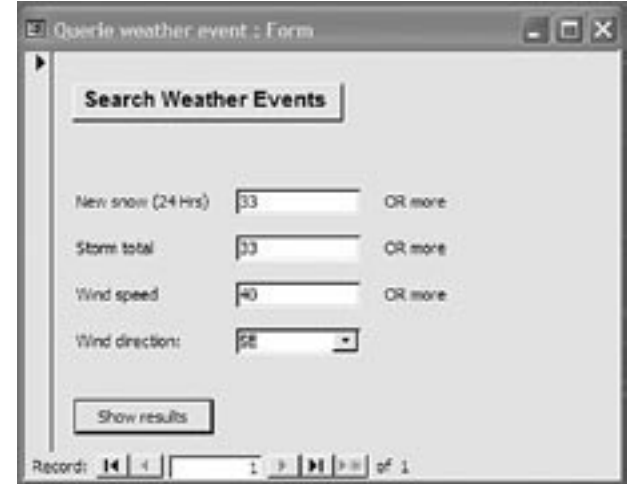 Querie weather event : Form
Search Weather Events
New snow (24 Hrs) 33 OR more
Storm total 33 OR more
Wind speed 40 OR more
Wind direction: SE
Show results
Record: 1 of 1